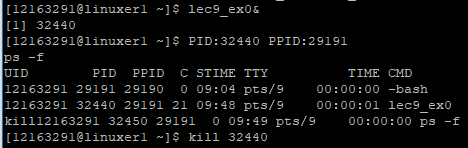 [12163291@linuxer1 ~]$ lec9_ex0&
[1] 32440
[12163291@linuxer1 ~]$ PID:32440 PPID:29191
ps -f
UID        PID  PPID  C STIME TTY          TIME CMD
12163291 29191 29190  0 09:04 pts/9    00:00:00 -bash
12163291 32440 29191 21 09:48 pts/9    00:00:01 lec9_ex0
kill12163291 32450 29191  0 09:49 pts/9    00:00:00 ps -f
[12163291@linuxer1 ~]$ kill 32440